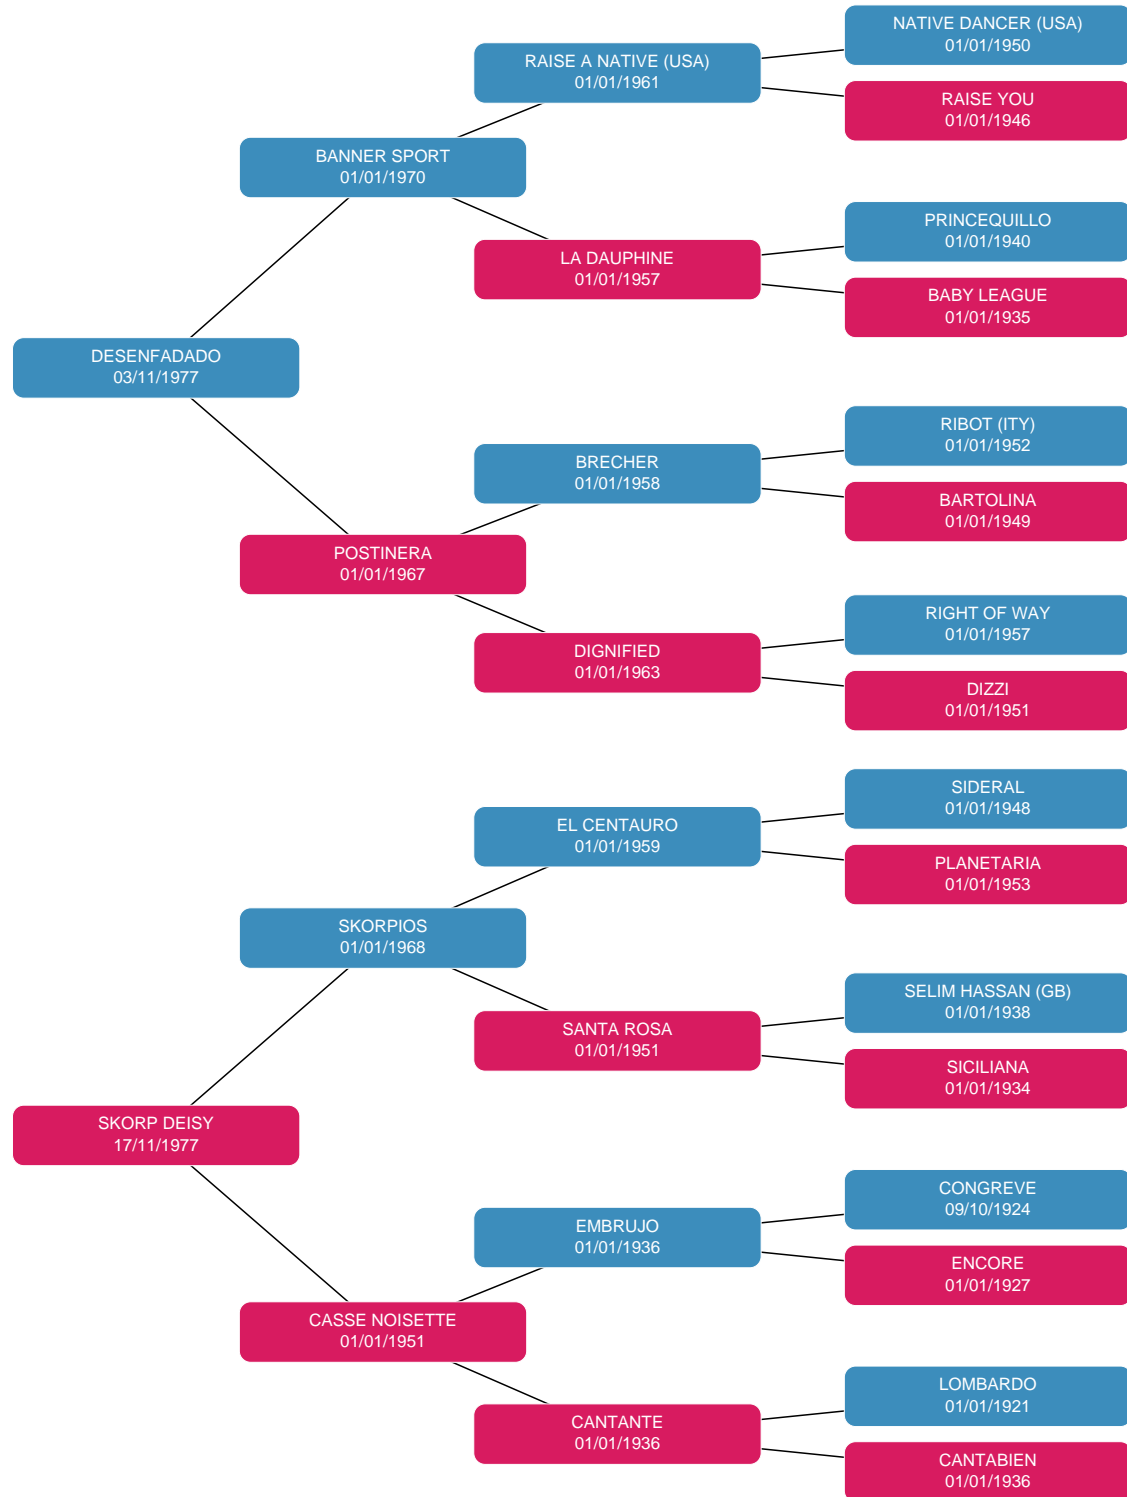 NATIVE DANCER (USA)
01/01/1950
RAISE A NATIVE (USA)
01/01/1961
RAISE YOU
01/01/1946
BANNER SPORT
01/01/1970
PRINCEQUILLO
01/01/1940
LA DAUPHINE
01/01/1957
BABY LEAGUE
01/01/1935
DESENFADADO
03/11/1977
RIBOT (ITY)
01/01/1952
BRECHER
01/01/1958
BARTOLINA
01/01/1949
POSTINERA
01/01/1967
RIGHT OF WAY
01/01/1957
DIGNIFIED
01/01/1963
DIZZI
01/01/1951
SIDERAL
01/01/1948
EL CENTAURO
01/01/1959
PLANETARIA
01/01/1953
SKORPIOS
01/01/1968
SELIM HASSAN (GB)
01/01/1938
SANTA ROSA
01/01/1951
SICILIANA
01/01/1934
SKORP DEISY
17/11/1977
CONGREVE
09/10/1924
EMBRUJO
01/01/1936
ENCORE
01/01/1927
CASSE NOISETTE
01/01/1951
LOMBARDO
01/01/1921
CANTANTE
01/01/1936
CANTABIEN
01/01/1936